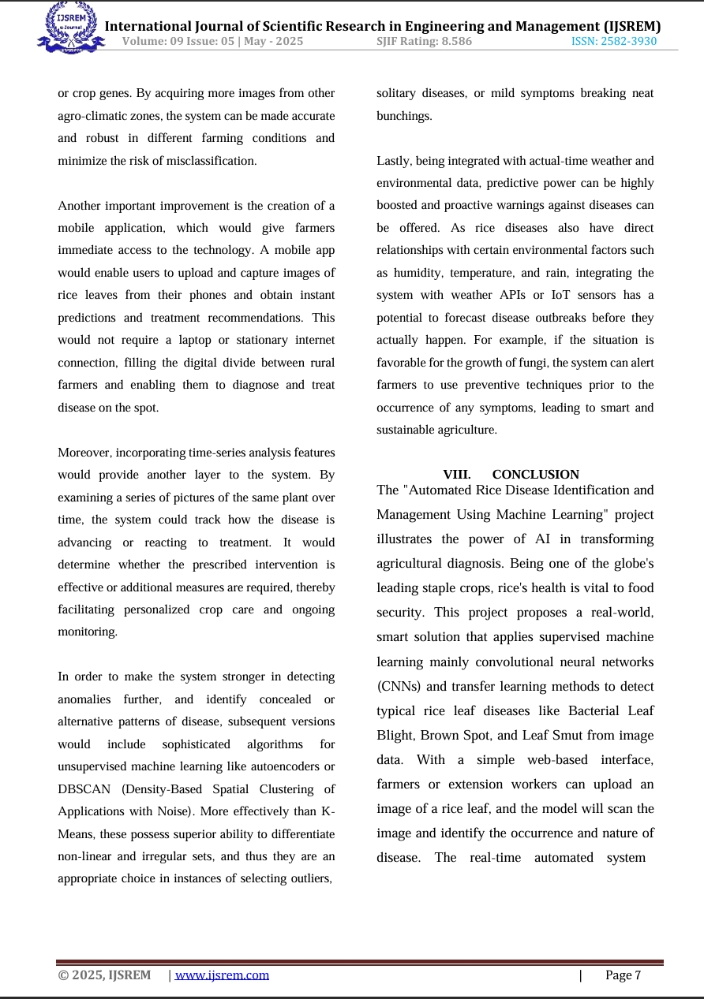 IJSREM
e-Journal
International Journal of Scientific Research in Engineering and Management (IJSREM)
Volume: 09 Issue: 05 | May - 2025 SJIF Rating: 8.586 ISSN: 2582-3930
or crop genes. By acquiring more images from other
agro-climatic zones, the system can be made accurate
and robust in different farming conditions and
minimize the risk of misclassification.
Another important improvement is the creation of a
mobile application, which would give farmers
immediate access to the technology. A mobile app
would enable users to upload and capture images of
rice leaves from their phones and obtain instant
predictions and treatment recommendations. This
would not require a laptop or stationary internet
connection, filling the digital divide between rural
farmers and enabling them to diagnose and treat
disease on the spot.
Moreover, incorporating time-series analysis features
would provide another layer to the system. By
examining a series of pictures of the same plant over
time, the system could track how the disease is
advancing or reacting to treatment. It would
determine whether the prescribed intervention is
effective or additional measures are required, thereby
facilitating personalized crop care and ongoing
monitoring.
In order to make the system stronger in detecting
anomalies further, and identify concealed or
alternative patterns of disease, subsequent versions
would include sophisticated algorithms for
unsupervised machine learning like autoencoders or
DBSCAN (Density-Based Spatial Clustering of
Applications with Noise). More effectively than K-
Means, these possess superior ability to differentiate
non-linear and irregular sets, and thus they are an
appropriate choice in instances of selecting outliers,
solitary diseases, or mild symptoms breaking neat
bunchings.
Lastly, being integrated with actual-time weather and
environmental data, predictive power can be highly
boosted and proactive warnings against diseases can
be offered. As rice diseases also have direct
relationships with certain environmental factors such
as humidity, temperature, and rain, integrating the
system with weather APIs or IoT sensors has a
potential to forecast disease outbreaks before they
actually happen. For example, if the situation is
favorable for the growth of fungi, the system can alert
farmers to use preventive techniques prior to the
occurrence of any symptoms, leading to smart and
sustainable agriculture.
VIII. CONCLUSION
The "Automated Rice Disease Identification and
Management Using Machine Learning" project
illustrates the power of AI in transforming
agricultural diagnosis. Being one of the globe's
leading staple crops, rice's health is vital to food
security. This project proposes a real-world,
smart solution that applies supervised machine
learning mainly convolutional neural networks
(CNNs) and transfer learning methods to detect
typical rice leaf diseases like Bacterial Leaf
Blight, Brown Spot, and Leaf Smut from image
data. With a simple web-based interface,
farmers or extension workers can upload an
image of a rice leaf, and the model will scan the
image and identify the occurrence and nature of
disease. The real-time automated system
© 2025, IJSREM | www.ijsrem.com | Page 7